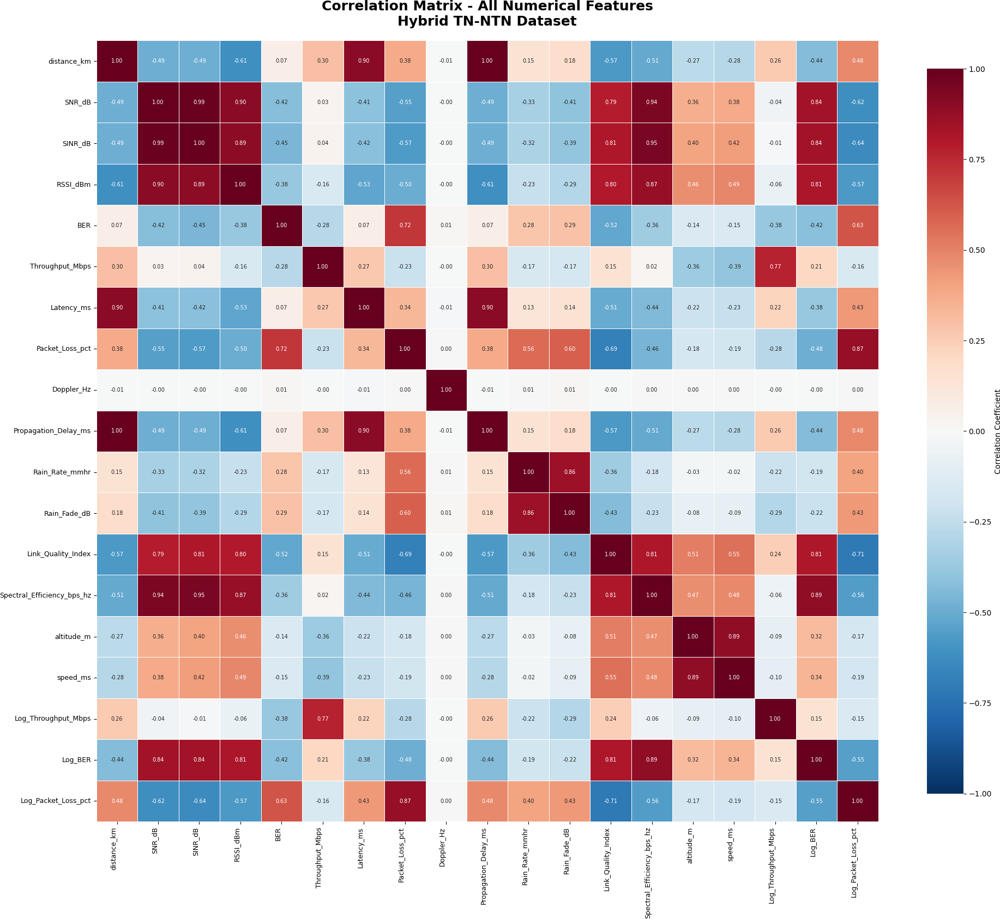 Correlation Matrix - All Numerical Features
Hybrid TN-NTN Dataset
distance_km 1.00 -0.49 -0.49 -0.61 0.07 0.30 0.90 0.38 -0.01 1.00 0.15 0.18 -0.57 -0.51 -0.27 -0.28 0.26 -0.44 0.48
SNR_dB -0.49 1.00 0.99 0.90 -0.42 0.03 -0.41 -0.55 -0.00 -0.49 -0.33 -0.41 0.79 0.94 0.36 0.38 -0.04 0.84 -0.62
SINR_dB -0.49 0.99 1.00 0.89 -0.45 0.04 -0.42 -0.57 -0.00 -0.49 -0.32 -0.39 0.81 0.95 0.40 0.42 -0.01 0.84 -0.64
RSSI_dBm -0.61 0.90 0.89 1.00 -0.38 -0.16 -0.53 -0.50 -0.00 -0.61 -0.23 -0.29 0.80 0.87 0.46 0.49 -0.06 0.81 -0.57
BER 0.07 -0.42 -0.45 -0.38 1.00 -0.28 0.07 0.72 0.01 0.07 0.28 0.29 -0.52 -0.36 -0.14 -0.15 -0.38 -0.42 0.63
Throughput_Mbps 0.30 0.03 0.04 -0.16 -0.28 1.00 0.27 -0.23 -0.00 0.30 -0.17 -0.17 0.15 0.02 -0.36 -0.39 0.77 0.21 -0.16
Latency_ms 0.90 -0.41 -0.42 -0.53 0.07 0.27 1.00 0.34 -0.01 0.90 0.13 0.14 -0.51 -0.44 -0.22 -0.23 0.22 -0.38 0.43
Packet_Loss_pct 0.38 -0.55 -0.57 -0.50 0.72 -0.23 0.34 1.00 0.00 0.38 0.56 0.60 -0.69 -0.46 -0.18 -0.19 -0.28 -0.48 0.87
Doppler_Hz -0.01 -0.00 -0.00 -0.00 0.01 -0.00 -0.01 0.00 1.00 -0.01 0.01 0.01 -0.00 0.00 0.00 0.00 -0.00 -0.00 0.00
Propagation_Delay_ms 1.00 -0.49 -0.49 -0.61 0.07 0.30 0.90 0.38 -0.01 1.00 0.15 0.18 -0.57 -0.51 -0.27 -0.28 0.26 -0.44 0.48
Rain_Rate_mmhr 0.15 -0.33 -0.32 -0.23 0.28 -0.17 0.13 0.56 0.01 0.15 1.00 0.86 -0.36 -0.18 -0.03 -0.02 -0.22 -0.19 0.40
Rain_Fade_dB 0.18 -0.41 -0.39 -0.29 0.29 -0.17 0.14 0.60 0.01 0.18 0.86 1.00 -0.43 -0.23 -0.08 -0.09 -0.29 -0.22 0.43
Link_Quality_Index -0.57 0.79 0.81 0.80 -0.52 0.15 -0.51 -0.69 -0.00 -0.57 -0.36 -0.43 1.00 0.81 0.51 0.55 0.24 0.81 -0.71
Spectral_Efficiency_bps_hz -0.51 0.94 0.95 0.87 -0.36 0.02 -0.44 -0.46 0.00 -0.51 -0.18 -0.23 0.81 1.00 0.47 0.48 -0.06 0.89 -0.56
altitude_m -0.27 0.36 0.40 0.46 -0.14 -0.36 -0.22 -0.18 0.00 -0.27 -0.03 -0.08 0.51 0.47 1.00 0.89 -0.09 0.32 -0.17
speed_ms -0.28 0.38 0.42 0.49 -0.15 -0.39 -0.23 -0.19 0.00 -0.28 -0.02 -0.09 0.55 0.48 0.89 1.00 -0.10 0.34 -0.19
Log_Throughput_Mbps 0.26 -0.04 -0.01 -0.06 -0.38 0.77 0.22 -0.28 -0.00 0.26 -0.22 -0.29 0.24 -0.06 -0.09 -0.10 1.00 0.15 -0.15
Log_BER -0.44 0.84 0.84 0.81 -0.42 0.21 -0.38 -0.48 -0.00 -0.44 -0.19 -0.22 0.81 0.89 0.32 0.34 0.15 1.00 -0.55
Log_Packet_Loss_pct 0.48 -0.62 -0.64 -0.57 0.63 -0.16 0.43 0.87 0.00 0.48 0.40 0.43 -0.71 -0.56 -0.17 -0.19 -0.15 -0.55 1.00
distance_km
SNR_dB
SINR_dB
RSSI_dBm
BER
Throughput_Mbps
Latency_ms
Packet_Loss_pct
Doppler_Hz
Propagation_Delay_ms
Rain_Rate_mmhr
Rain_Fade_dB
Link_Quality_Index
Spectral_Efficiency_bps_hz
altitude_m
speed_ms
Log_Throughput_Mbps
Log_BER
Log_Packet_Loss_pct
1.00
0.75
0.50
0.25
0.00
−0.25
−0.50
−0.75
−1.00
Correlation Coefficient